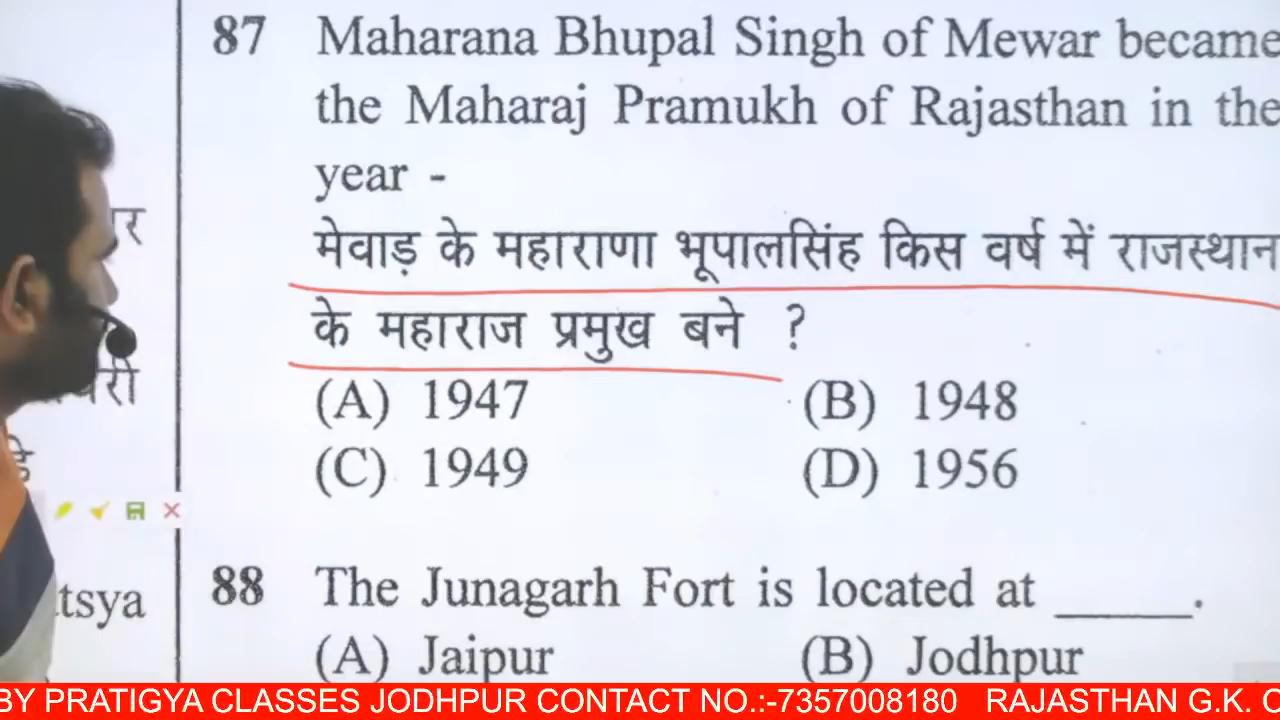 87 Maharana Bhupal Singh of Mewar became
the Maharaj Pramukh of Rajasthan in the
year -
मेवाड़ के महाराणा भूपालसिंह किस वर्ष में राजस्थान
के महाराज प्रमुख बने ?
(A) 1947 (B) 1948
(C) 1949 (D) 1956
88 The Junagarh Fort is located at _____.
(A) Jaipur (B) Jodhpur
BY PRATIGYA CLASSES JODHPUR CONTACT NO.:-7357008180 RAJASTHAN G.K.